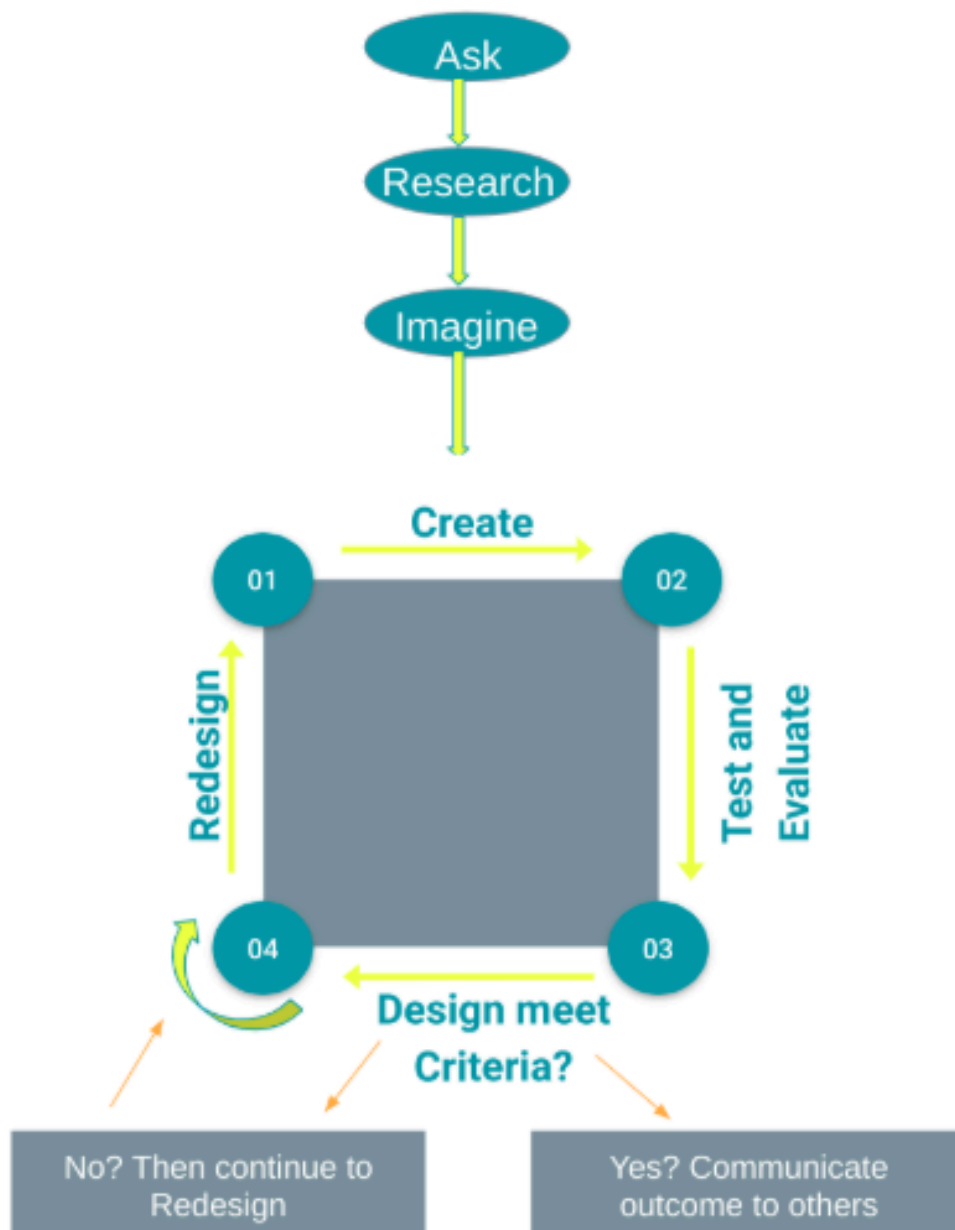 Ask
Research
Imagine
Create
01
02
Redesign
Test and
Evaluate
04
03
Design meet
Criteria?
No? Then continue to
Redesign
Yes? Communicate
outcome to others